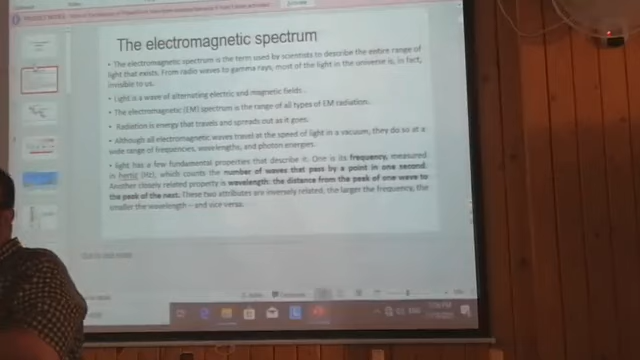 The electromagnetic spectrum
• The electromagnetic spectrum is the term used by scientists to describe the entire range of
light that exists. From radio waves to gamma rays, most of the light in the universe is, in fact,
invisible to us.
• Light is a wave of alternating electric and magnetic fields .
• The electromagnetic (EM) spectrum is the range of all types of EM radiation.
• Radiation is energy that travels and spreads out as it goes.
• Although all electromagnetic waves travel at the speed of light in a vacuum, they do so at a
wide range of frequencies, wavelengths, and photon energies .
• light has a few fundamental properties that describe it. One is its frequency, measured
in hertz (Hz), which counts the number of waves that pass by a point in one second.
Another closely related property is wavelength: the distance from the peak of one wave to
the peak of the next. These two attributes are inversely related, the larger the frequency, the
smaller the wavelength – and vice versa.